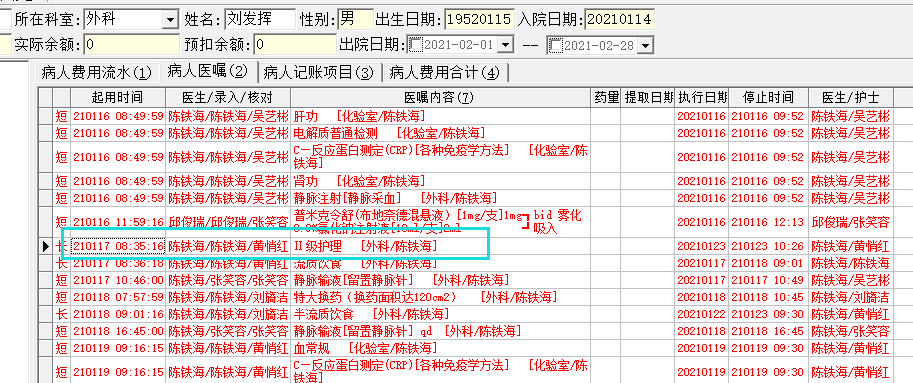 所在科室: 外科 姓名: 刘发挥 性别: 男 出生日期: 19520115 入院日期: 20210114
实际余额: 0 预扣余额: 0 出院日期: 2021-02-01 -- 2021-02-28
病人费用流水(1) 病人医嘱(2) 病人记账项目(3) 病人费用合计(4)
起用时间 医生/录入/核对 医嘱内容(7) 药量 提取日期 执行日期 停止时间 医生/护士
短 210116 08:49:59 陈铁海/陈铁海/吴艺彬 肝功 [化验室/陈铁海] 20210116 210116 09:52 陈铁海/吴艺彬
短 210116 08:49:59 陈铁海/陈铁海/吴艺彬 电解质普通检测 [化验室/陈铁海] 20210116 210116 09:52 陈铁海/吴艺彬
短 210116 08:49:59 陈铁海/陈铁海/吴艺彬 C—反应蛋白测定(CRP)[各种免疫学方法] [化验室/陈铁海] 20210116 210116 09:52 陈铁海/吴艺彬
短 210116 08:49:59 陈铁海/陈铁海/吴艺彬 肾功 [化验室/陈铁海] 20210116 210116 09:52 陈铁海/吴艺彬
短 210116 08:49:59 陈铁海/陈铁海/吴艺彬 静脉注射[静脉采血] [外科/陈铁海] 20210116 210116 09:52 陈铁海/吴艺彬
短 210116 11:59:16 邱俊瑞/邱俊瑞/张笑容 普米克令舒(布地奈德混悬液) [1mg/支]1mg bid 雾化吸入 20210116 210116 12:13 邱俊瑞/张笑容
长 210117 08:35:16 陈铁海/陈铁海/黄悄红 II级护理 [外科/陈铁海] 20210123 210123 10:26 陈铁海/黄悄红
长 210117 08:36:18 陈铁海/陈铁海/黄悄红 流质饮食 [外科/陈铁海] 20210117 210118 09:01 陈铁海/陈铁海
短 210117 10:46:00 陈铁海/张笑容/张笑容 静脉输液[留置静脉针] [外科/陈铁海] 20210117 210117 10:49 陈铁海/黄悄红
短 210118 07:57:59 陈铁海/陈铁海/刘旖洁 特大换药(换药面积达120cm2) [外科/陈铁海] 20210118 210118 10:45 陈铁海/刘旖洁
长 210118 09:01:16 陈铁海/陈铁海/刘旖洁 半流质饮食 [外科/陈铁海] 20210122 210123 09:30 陈铁海/黄悄红
短 210118 16:45:00 陈铁海/张笑容/张笑容 静脉输液[留置静脉针] qd [外科/陈铁海] 20210118 210118 16:45 陈铁海/张笑容
短 210119 09:16:15 陈铁海/陈铁海/黄悄红 血常规 [化验室/陈铁海] 20210119 210119 09:30 陈铁海/黄悄红
短 210119 09:16:15 陈铁海/陈铁海/黄悄红 C—反应蛋白测定(CRP)[各种免疫学方法] [化验室/陈铁海] 20210119 210119 09:30 陈铁海/黄悄红